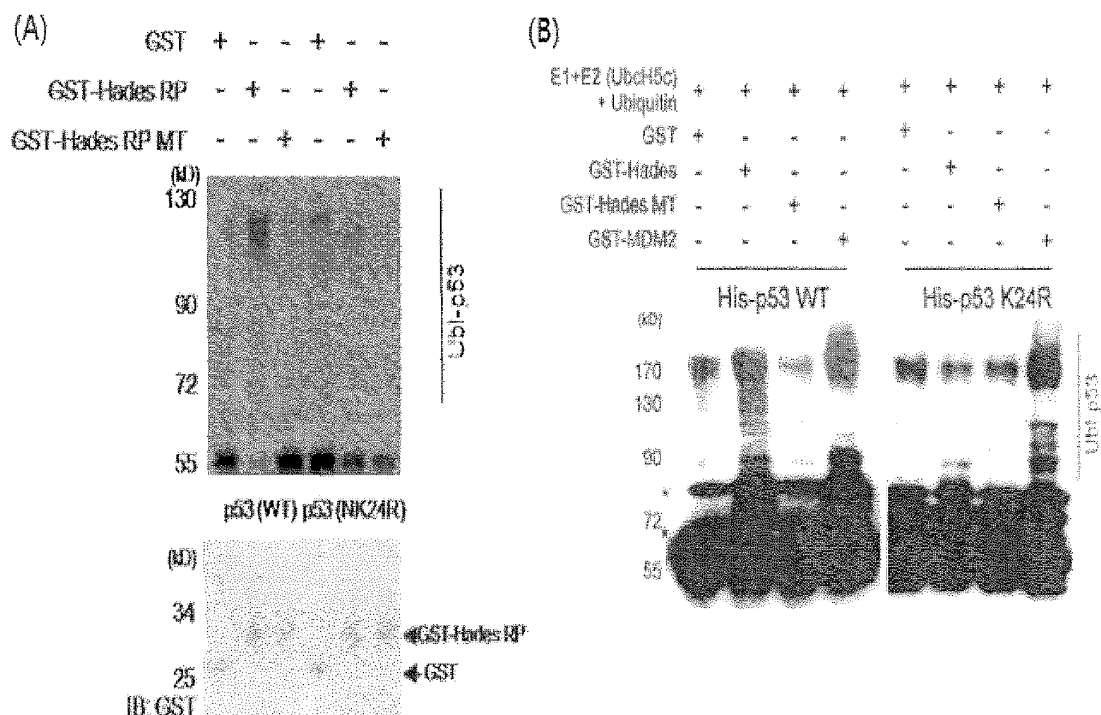 (A)
GST + - - + - -
GST-Hades RP - + - - + -
GST-Hades RP MT - - + - - +
(kD)
130
90
72
55
Ubi-p53
p53(WT) p53(NK24R)
(kD)
34
25
GST-Hades RP
GST
IB: GST
(B)
E1+E2 (UbcH5c) + + + + + + + +
+ Ubiquitin
GST + - - - + - - -
GST-Hades - + - - - + - -
GST-Hades MT - - + - - - + -
GST-MDM2 - - - + - - - +
His-p53 WT His-p53 K24R
(kD)
170
130
90
*
72
*
55
Ubi-p53